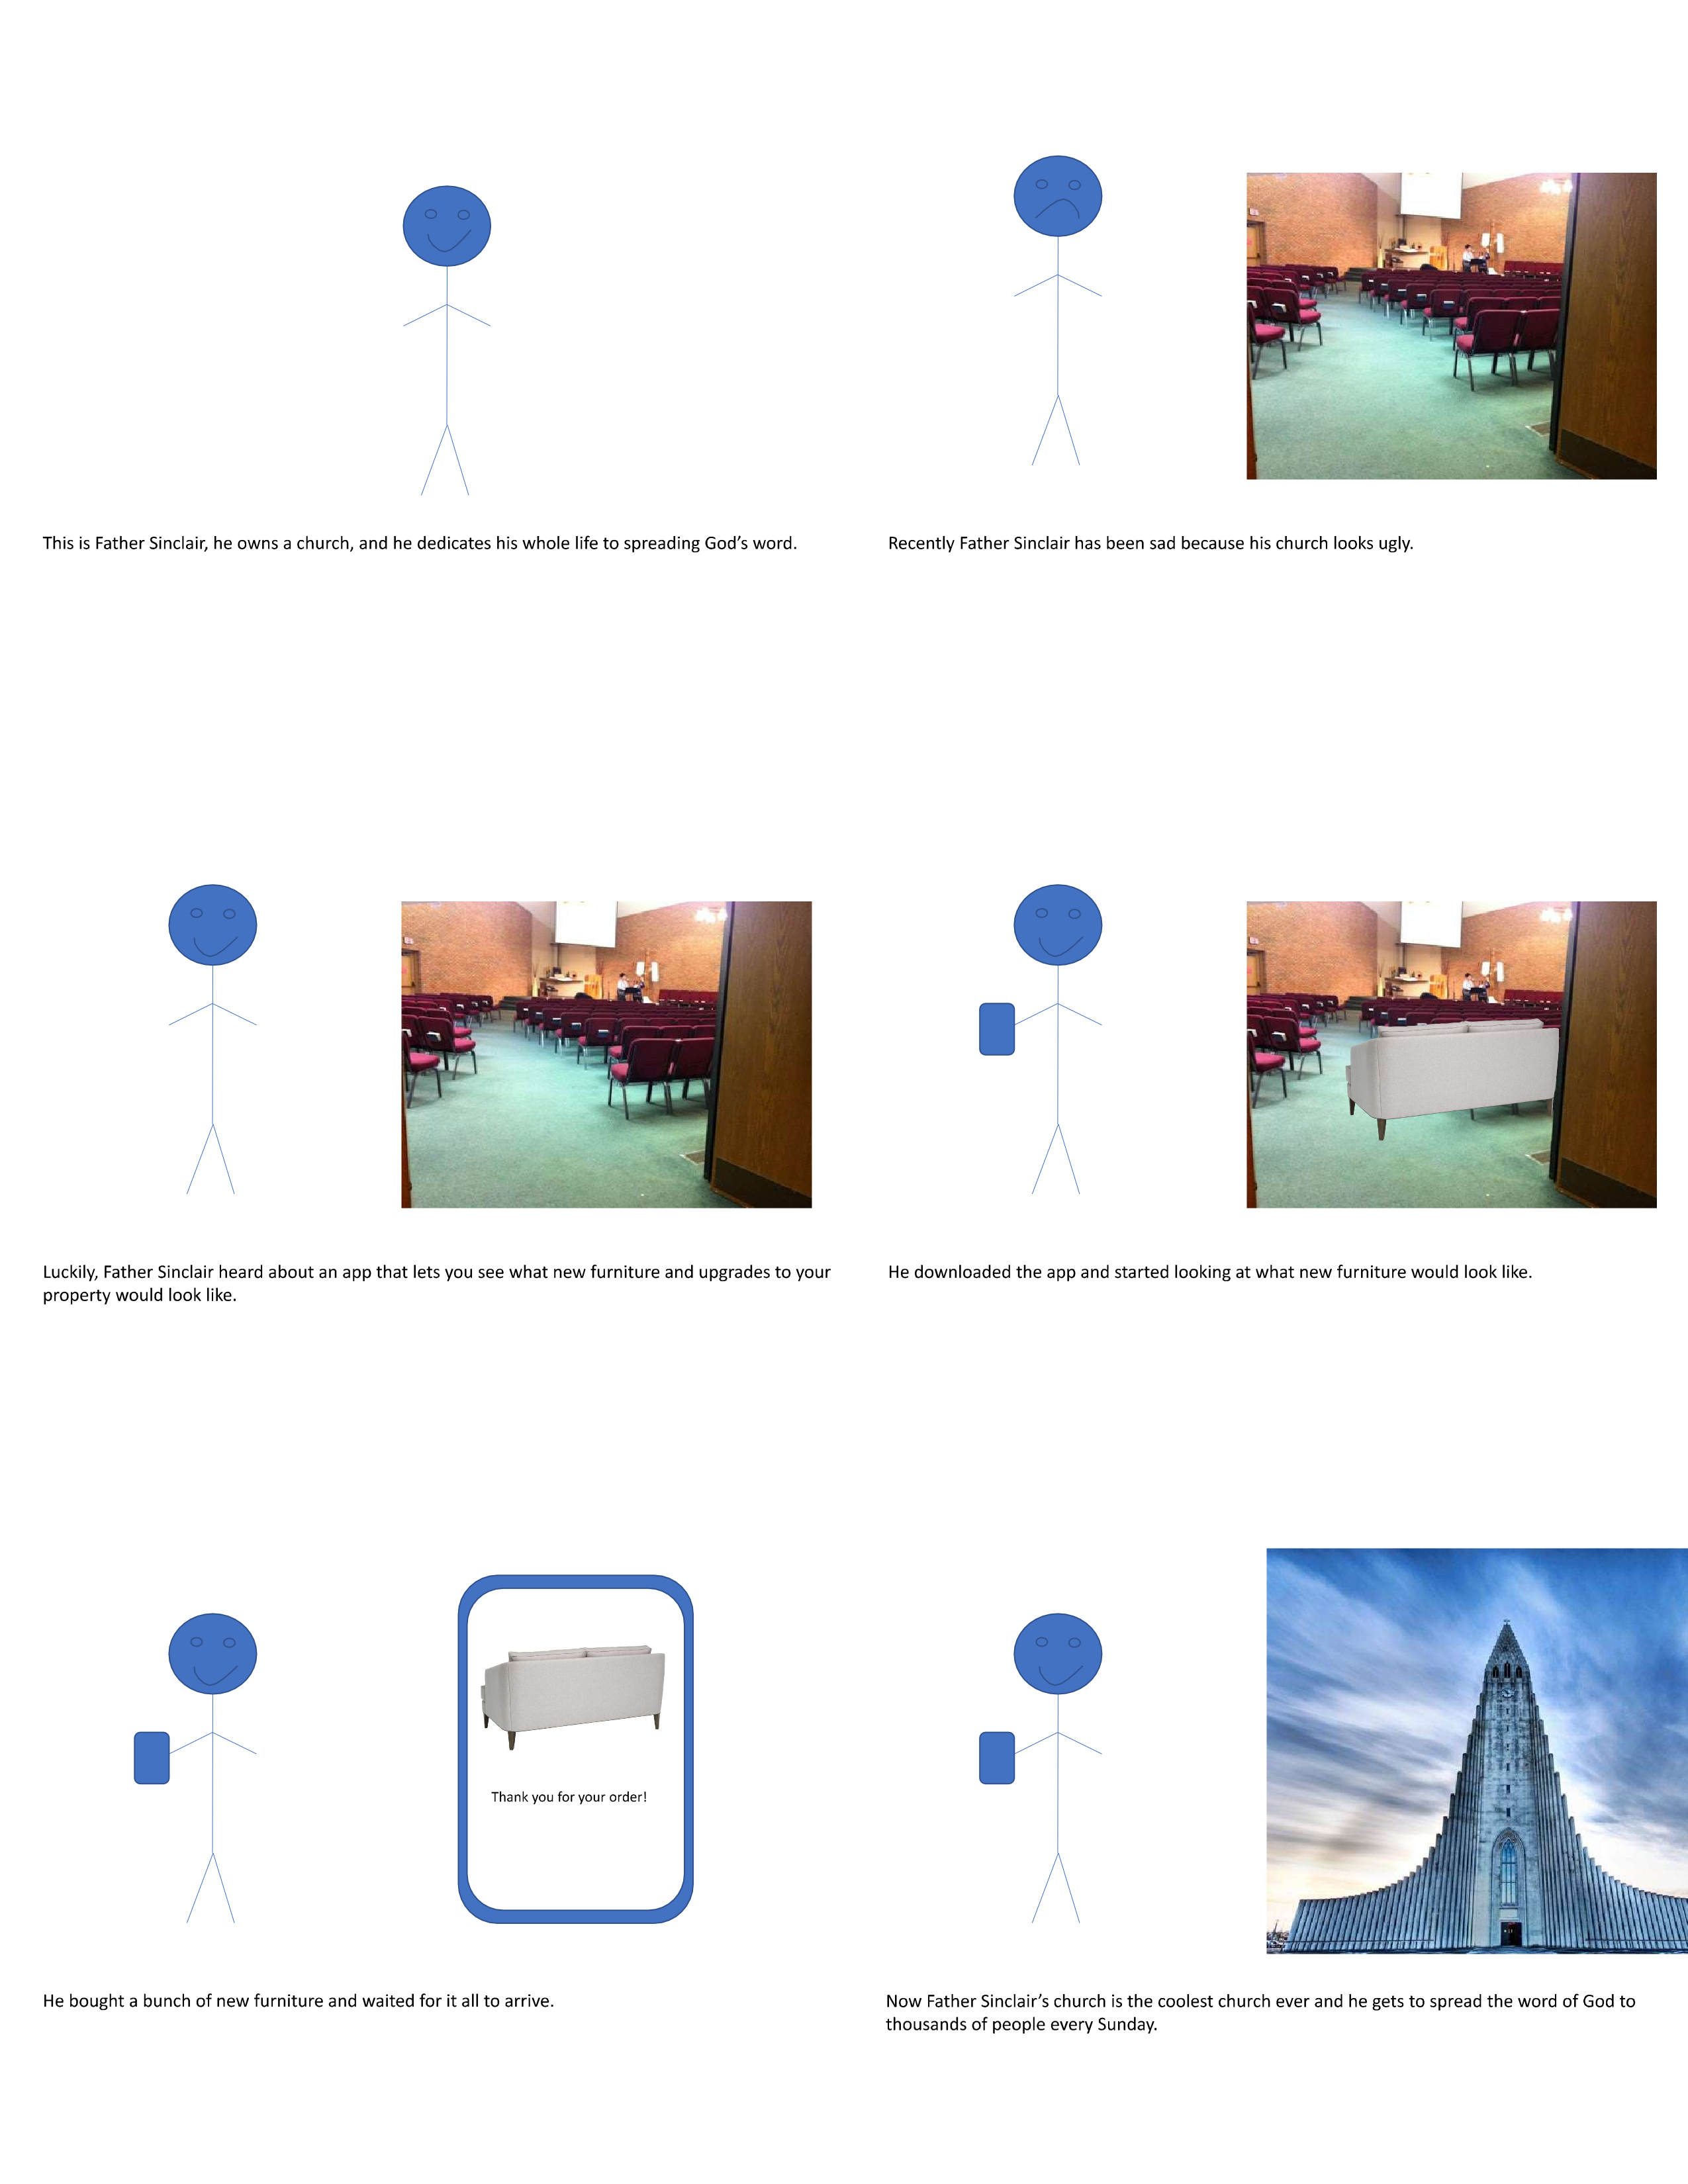 This is Father Sinclair, he owns a church, and he dedicates his whole life to spreading God’s word.
Recently Father Sinclair has been sad because his church looks ugly.
Luckily, Father Sinclair heard about an app that lets you see what new furniture and upgrades to your
property would look like.
He downloaded the app and started looking at what new furniture would look like.
Thank you for your order!
He bought a bunch of new furniture and waited for it all to arrive.
Now Father Sinclair’s church is the coolest church ever and he gets to spread the word of God to
thousands of people every Sunday.